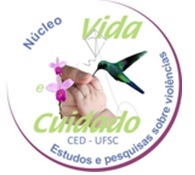 Núcleo
Vida
e
Cuidado
CED - UFSC
Estudos e pesquisas sobre violências